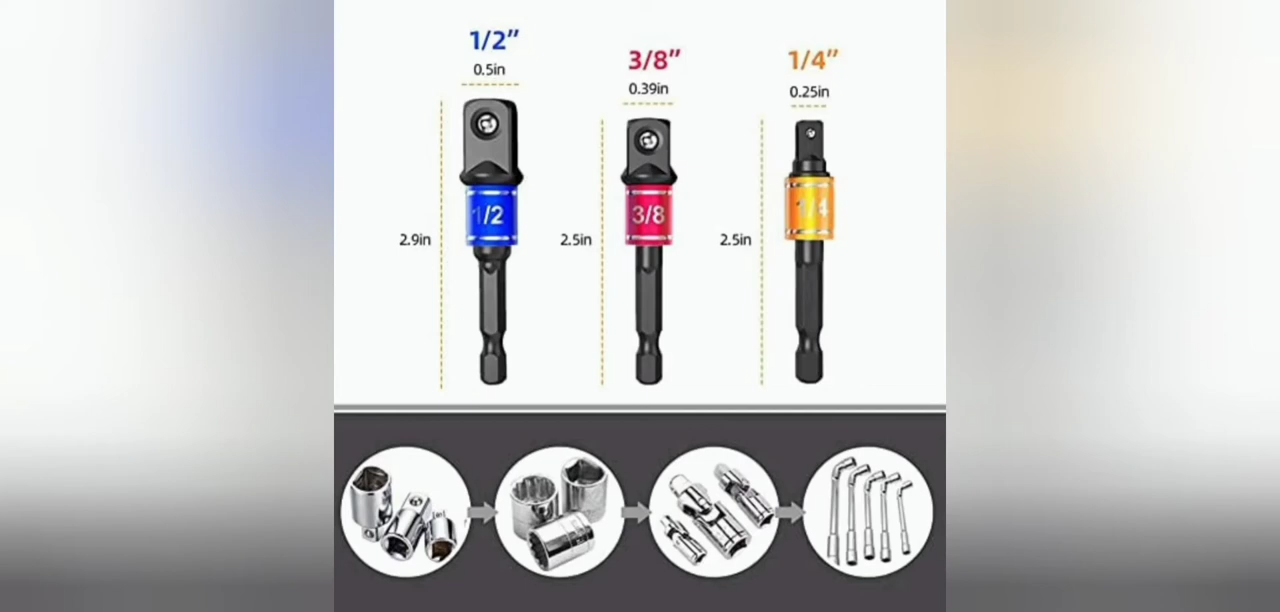 1/2”
0.5in
3/8”
0.39in
1/4”
0.25in
1/2
3/8
1/4
2.9in
2.5in
2.5in